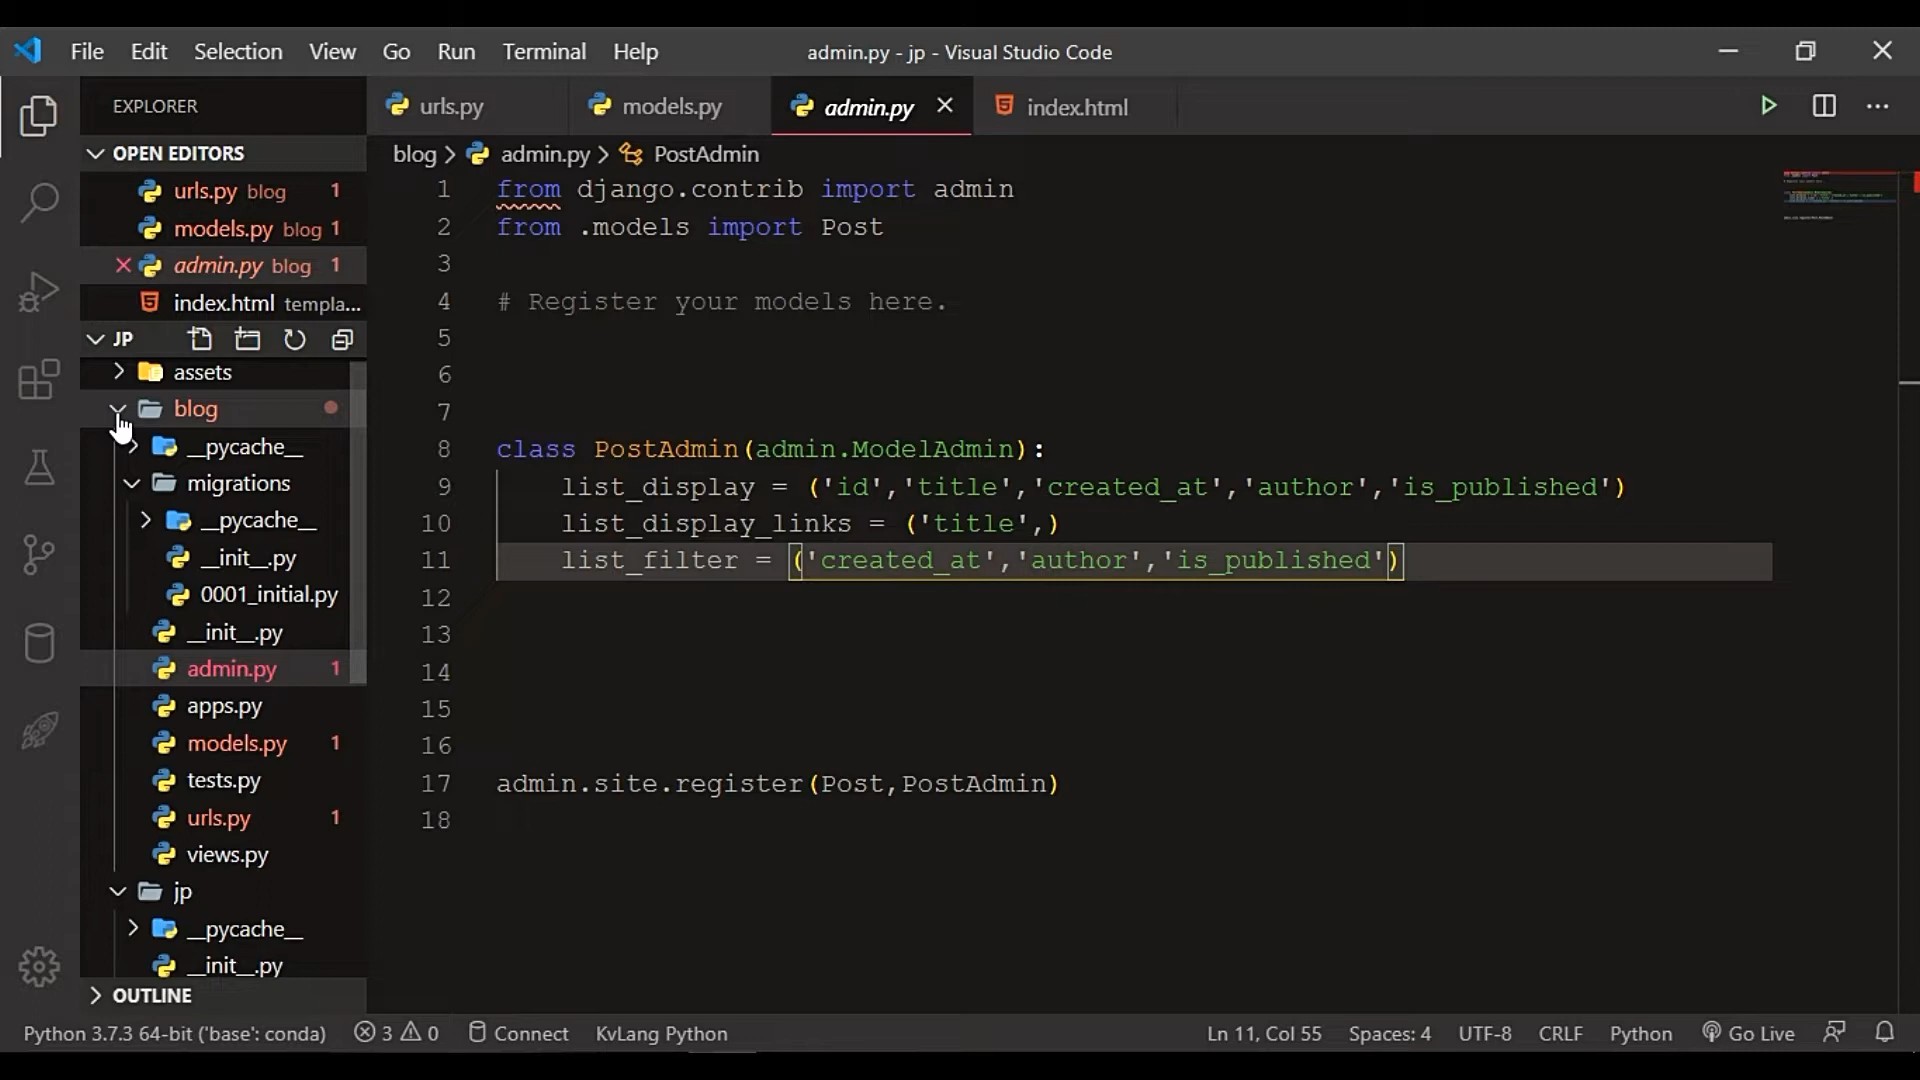 File Edit Selection View Go Run Terminal Help admin.py - jp - Visual Studio Code
EXPLORER
OPEN EDITORS
urls.py blog 1
models.py blog 1
admin.py blog 1
index.html templa...
JP
assets
blog
__pycache__
migrations
__pycache__
__init__.py
0001_initial.py
__init__.py
admin.py 1
apps.py
models.py 1
tests.py
urls.py 1
views.py
jp
__pycache__
__init__.py
OUTLINE
urls.py models.py admin.py index.html
blog > admin.py > PostAdmin
1 from django.contrib import admin
2 from .models import Post
3
4 # Register your models here.
5
6
7
8 class PostAdmin(admin.ModelAdmin):
9 list_display = ('id','title','created_at','author','is_published')
10 list_display_links = ('title',)
11 list_filter = ('created_at','author','is_published')
12
13
14
15
16
17 admin.site.register(Post,PostAdmin)
18
Python 3.7.3 64-bit ('base': conda) 3 0 Connect KvLang Python Ln 11, Col 55 Spaces: 4 UTF-8 CRLF Python Go Live